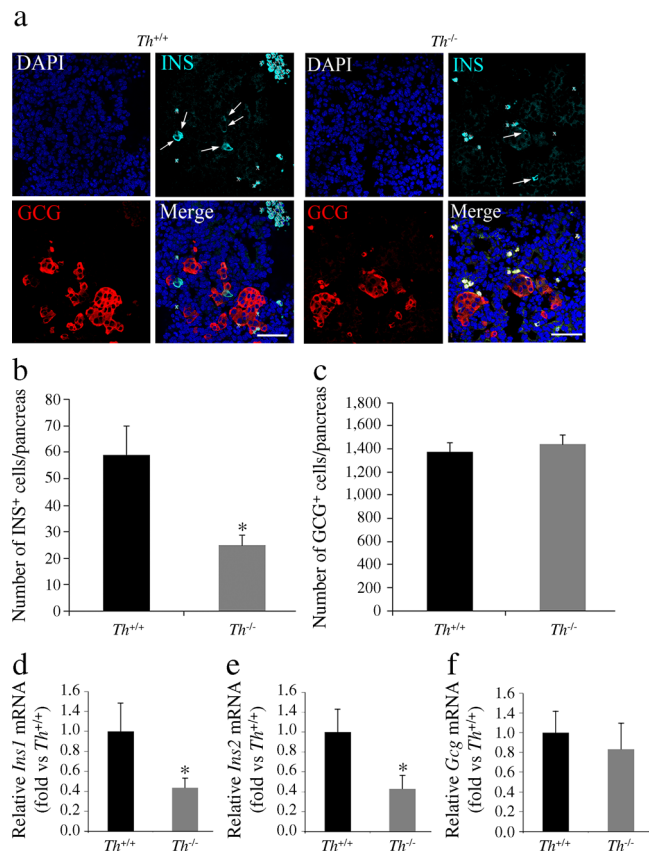 a
Th+/+
Th-/-
DAPI
INS
DAPI
INS
GCG
Merge
GCG
Merge
b
Number of INS+ cells/pancreas
80
70
60
50
40
30
20
10
0
*
Th+/+
Th-/-
c
Number of GCG+ cells/pancreas
1,800
1,600
1,400
1,200
1,000
800
600
400
200
0
Th+/+
Th-/-
d
Relative Ins1 mRNA
(fold vs Th+/+)
1.6
1.4
1.0
0.8
0.6
0.4
0.2
0.0
*
Th+/+
Th-/-
e
Relative Ins2 mRNA
(fold vs Th+/+)
1.6
1.4
1.0
0.8
0.6
0.4
0.2
0.0
*
Th+/+
Th-/-
f
Relative Gcg mRNA
(fold vs Th+/+)
1.6
1.4
1.0
0.8
0.6
0.4
0.2
0.0
Th+/+
Th-/-